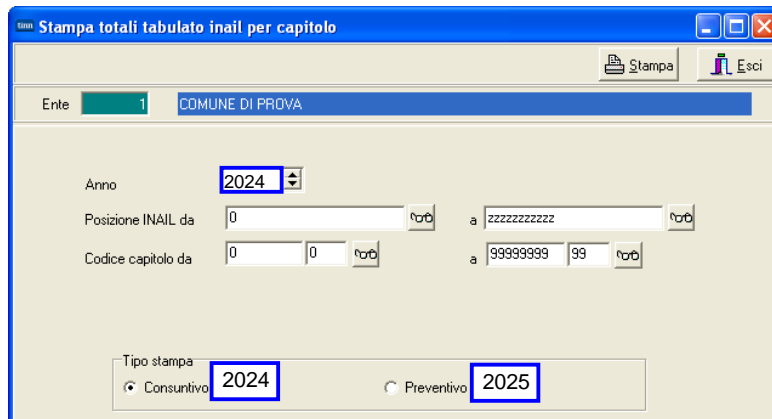 tinn Stampa totali tabulato inail per capitolo
Stampa Esci
Ente 1 COMUNE DI PROVA
Anno 2024
Posizione INAIL da 0 a zzzzzzzzzzz
Codice capitolo da 0 0 a 99999999 99
Tipo stampa
Consuntivo 2024 Preventivo 2025